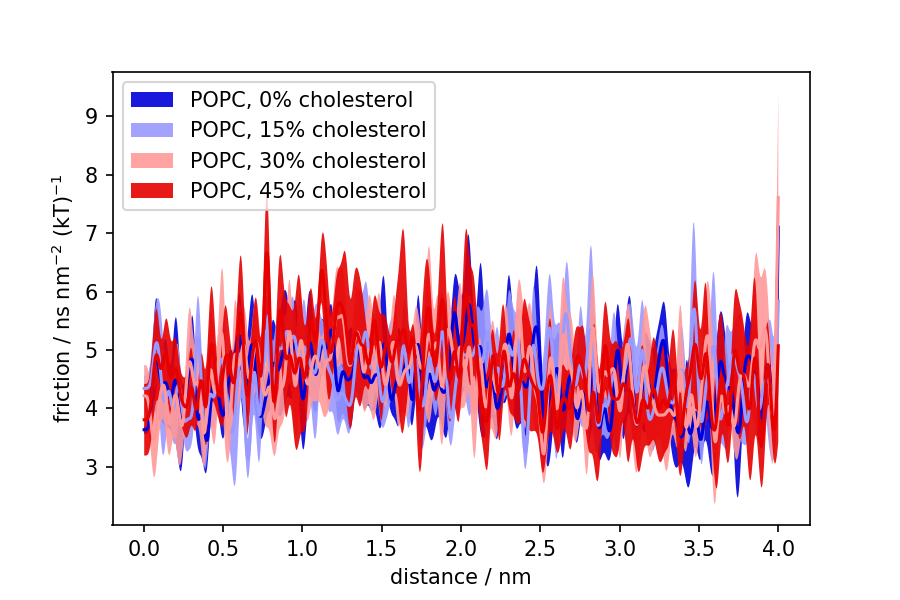 POPC, 0% cholesterol
POPC, 15% cholesterol
POPC, 30% cholesterol
POPC, 45% cholesterol
9
8
7
6
5
4
3
friction / ns nm⁻² (kT)⁻¹
0.0 0.5 1.0 1.5 2.0 2.5 3.0 3.5 4.0
distance / nm